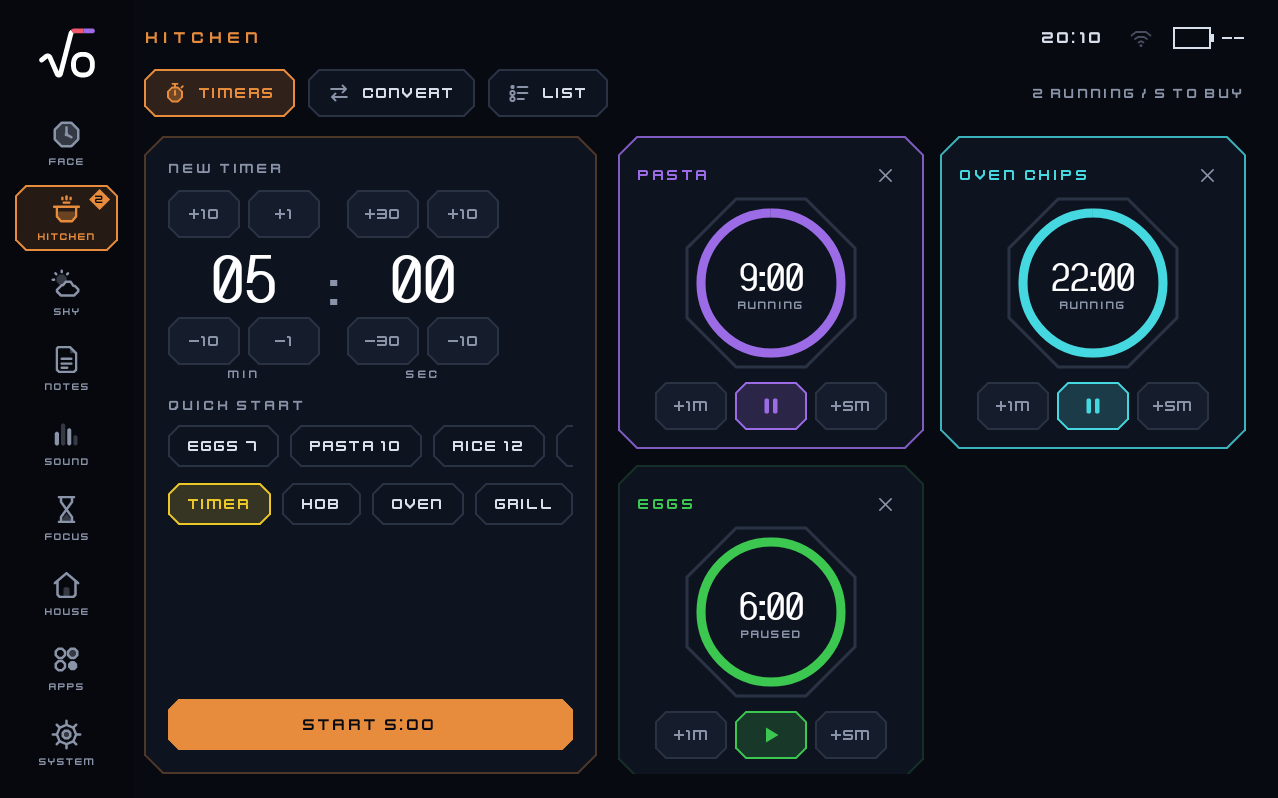 √o
HITCHEN
20:10
--
TIMERS
CONVERT
LIST
2 RUNNING / 5 TO BUY
FACE
2
HITCHEN
SKY
NOTES
SOUND
FOCUS
HOUSE
APPS
SYSTEM
NEW TIMER
+10 +1 +30 +10
05 : 00
-10 -1 -30 -10
MIN SEC
QUICK START
EGGS 7 PASTA 10 RICE 12
TIMER HOB OVEN GRILL
START 5:00
PASTA
9:00
RUNNING
+1M +5M
OVEN CHIPS
22:00
RUNNING
+1M +5M
EGGS
6:00
PAUSED
+1M +5M